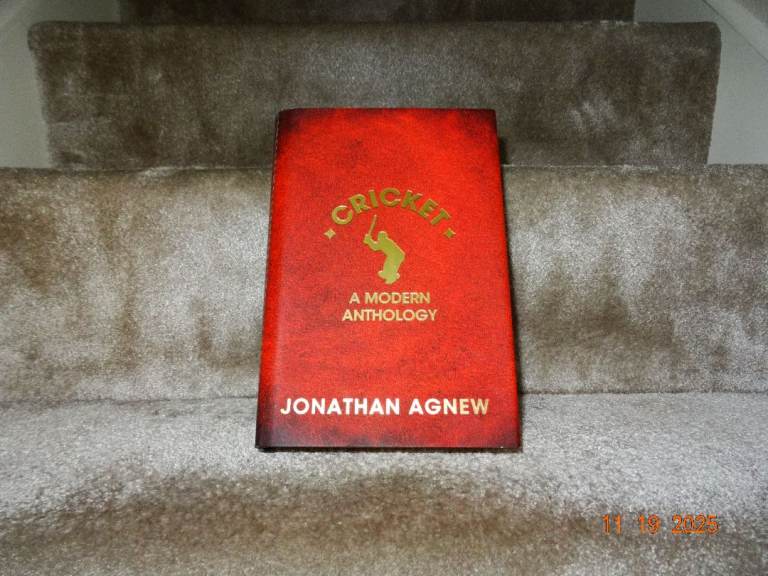 CRICKET
A MODERN
ANTHOLOGY
JONATHAN AGNEW
11 19 2025